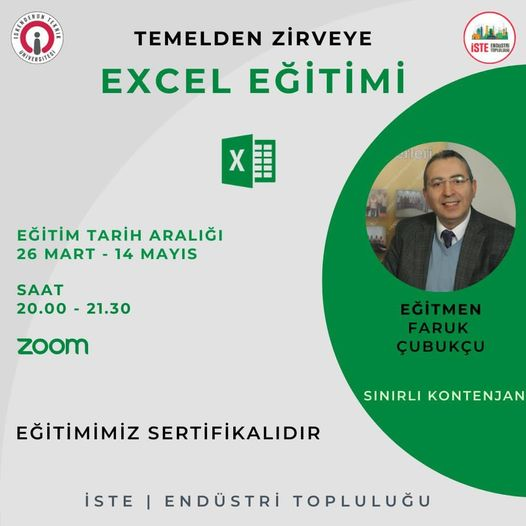 İSKENDERUN TEKNİK
ÜNİVERSİTESİ
TEMELDEN ZİRVEYE
İSTE ENDÜSTRİ
TOPLULUĞU
EXCEL EĞİTİMİ
X
EĞİTİM TARİH ARALIĞI
26 MART - 14 MAYIS
SAAT
20.00 - 21.30
zoom
EĞİTMEN
FARUK
ÇUBUKÇU
SINIRLI KONTENJAN
EĞİTİMİMİZ SERTİFİKALIDIR
İSTE | ENDÜSTRİ TOPLULUĞU